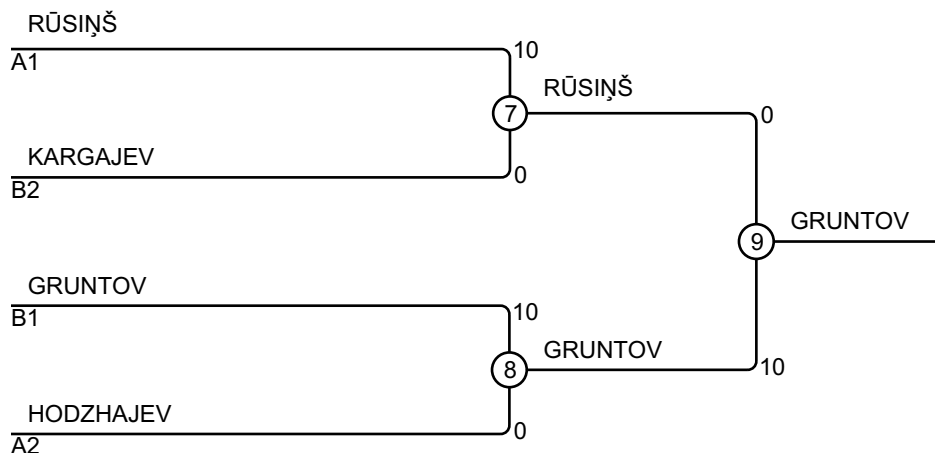 RŪSIŅŠ
A1
10
7
RŪSIŅŠ
0
KARGAJEV
B2
0
9
GRUNTOV
GRUNTOV
B1
10
8
GRUNTOV
10
HODZHAJEV
A2
0